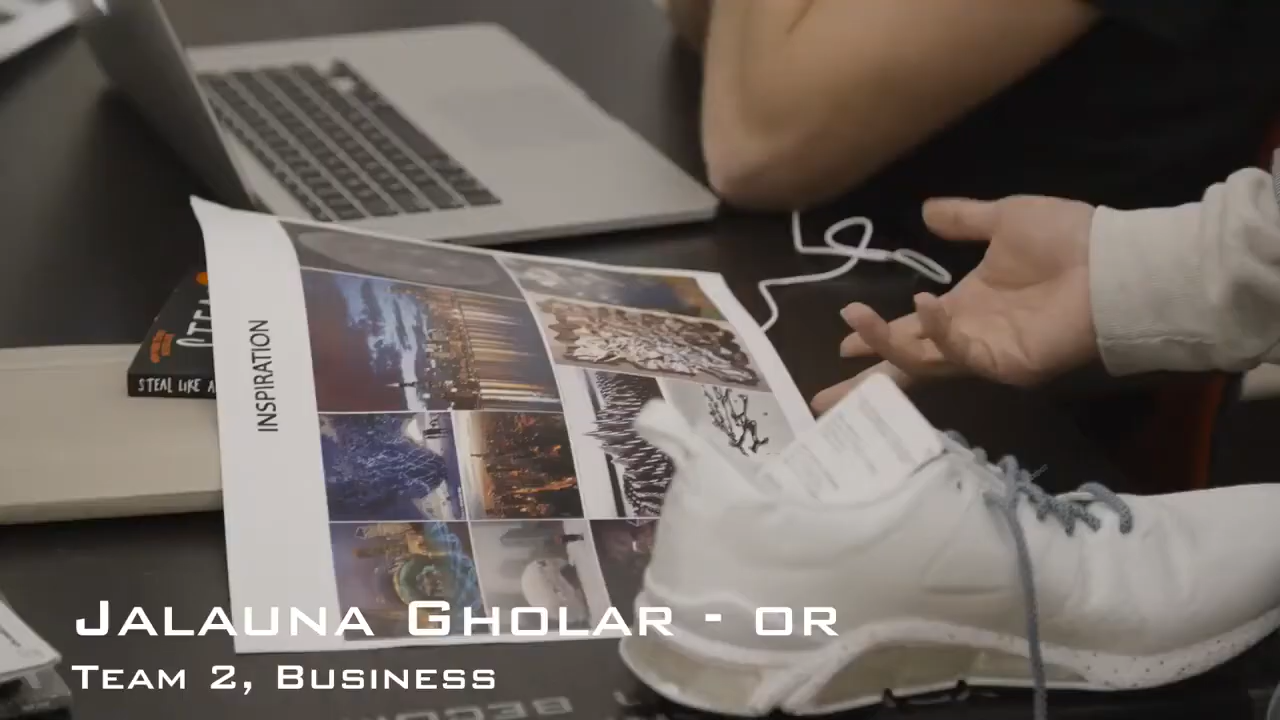 STEAL LIKE A
INSPIRATION
Jalauna Gholar - or
Team 2, Business